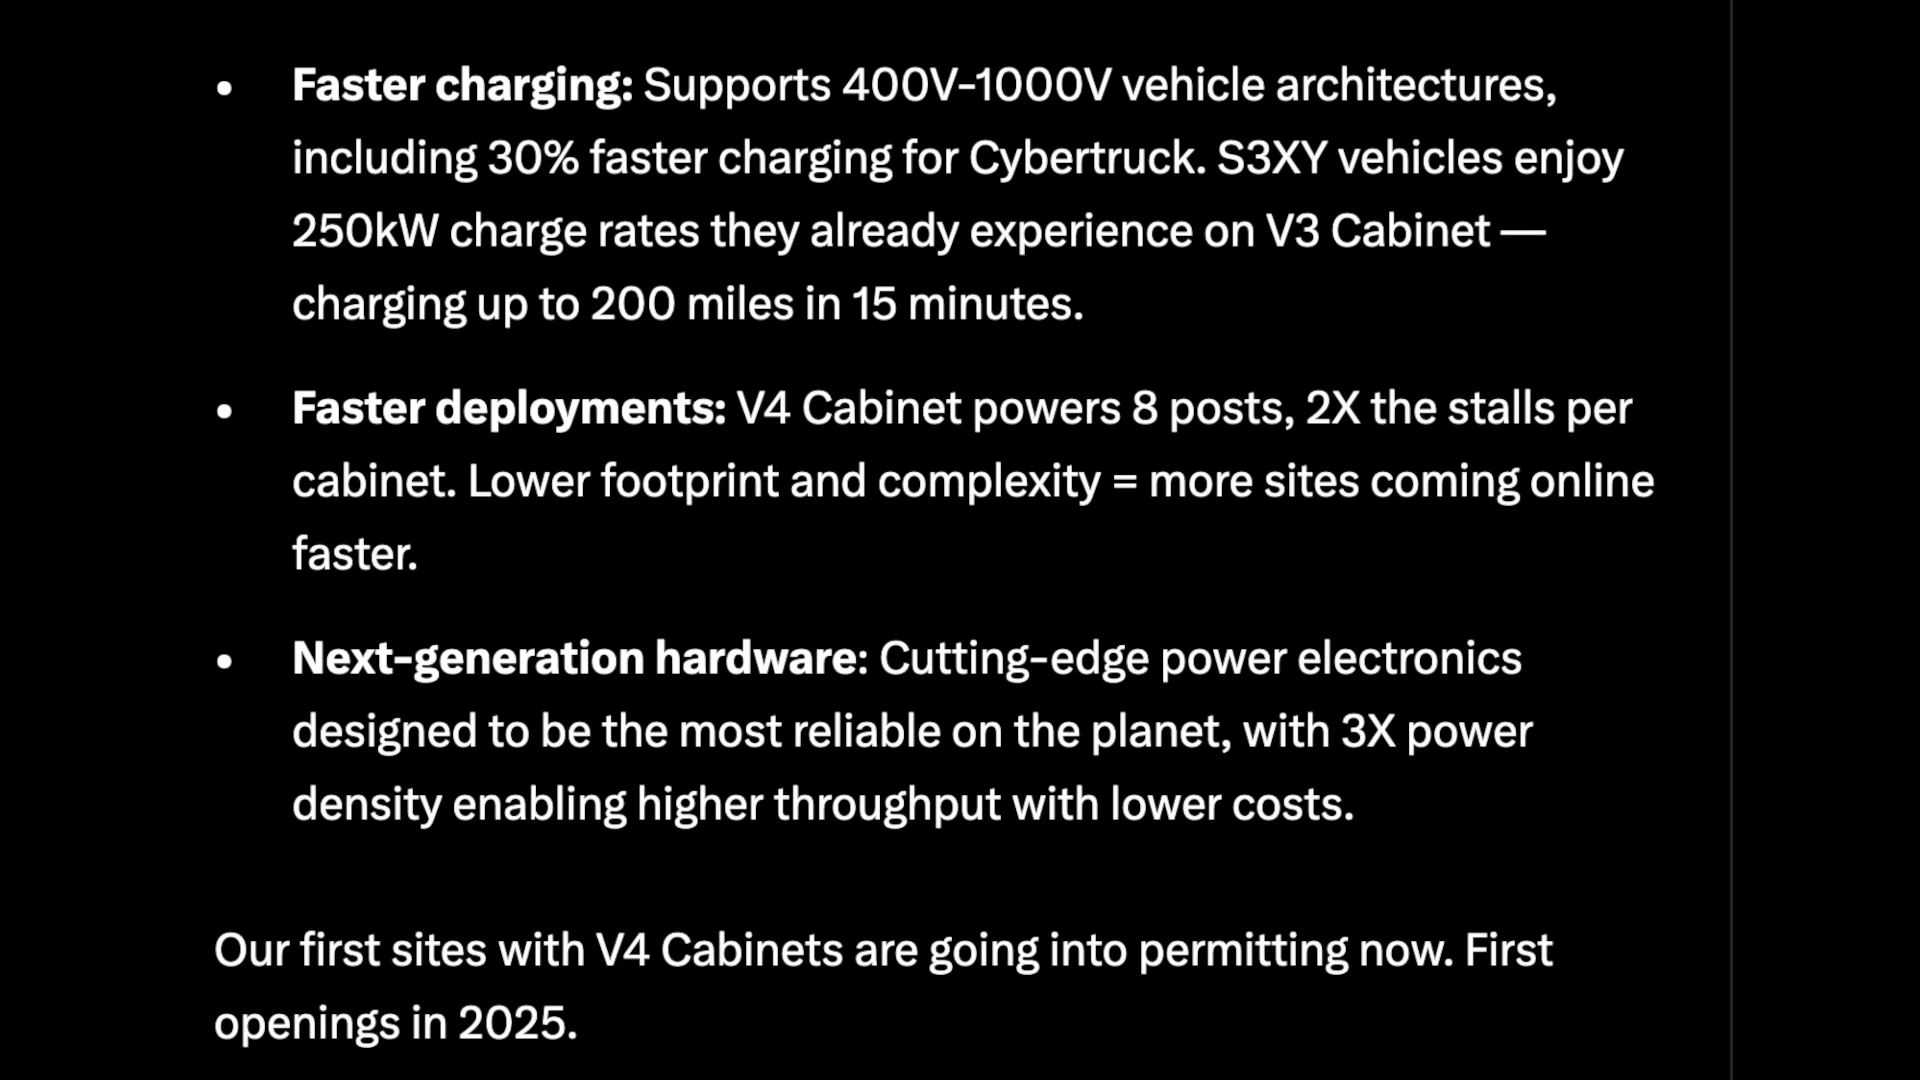 • Faster charging: Supports 400V-1000V vehicle architectures,
including 30% faster charging for Cybertruck. S3XY vehicles enjoy
250kW charge rates they already experience on V3 Cabinet —
charging up to 200 miles in 15 minutes.
• Faster deployments: V4 Cabinet powers 8 posts, 2X the stalls per
cabinet. Lower footprint and complexity = more sites coming online
faster.
• Next-generation hardware: Cutting-edge power electronics
designed to be the most reliable on the planet, with 3X power
density enabling higher throughput with lower costs.
Our first sites with V4 Cabinets are going into permitting now. First
openings in 2025.